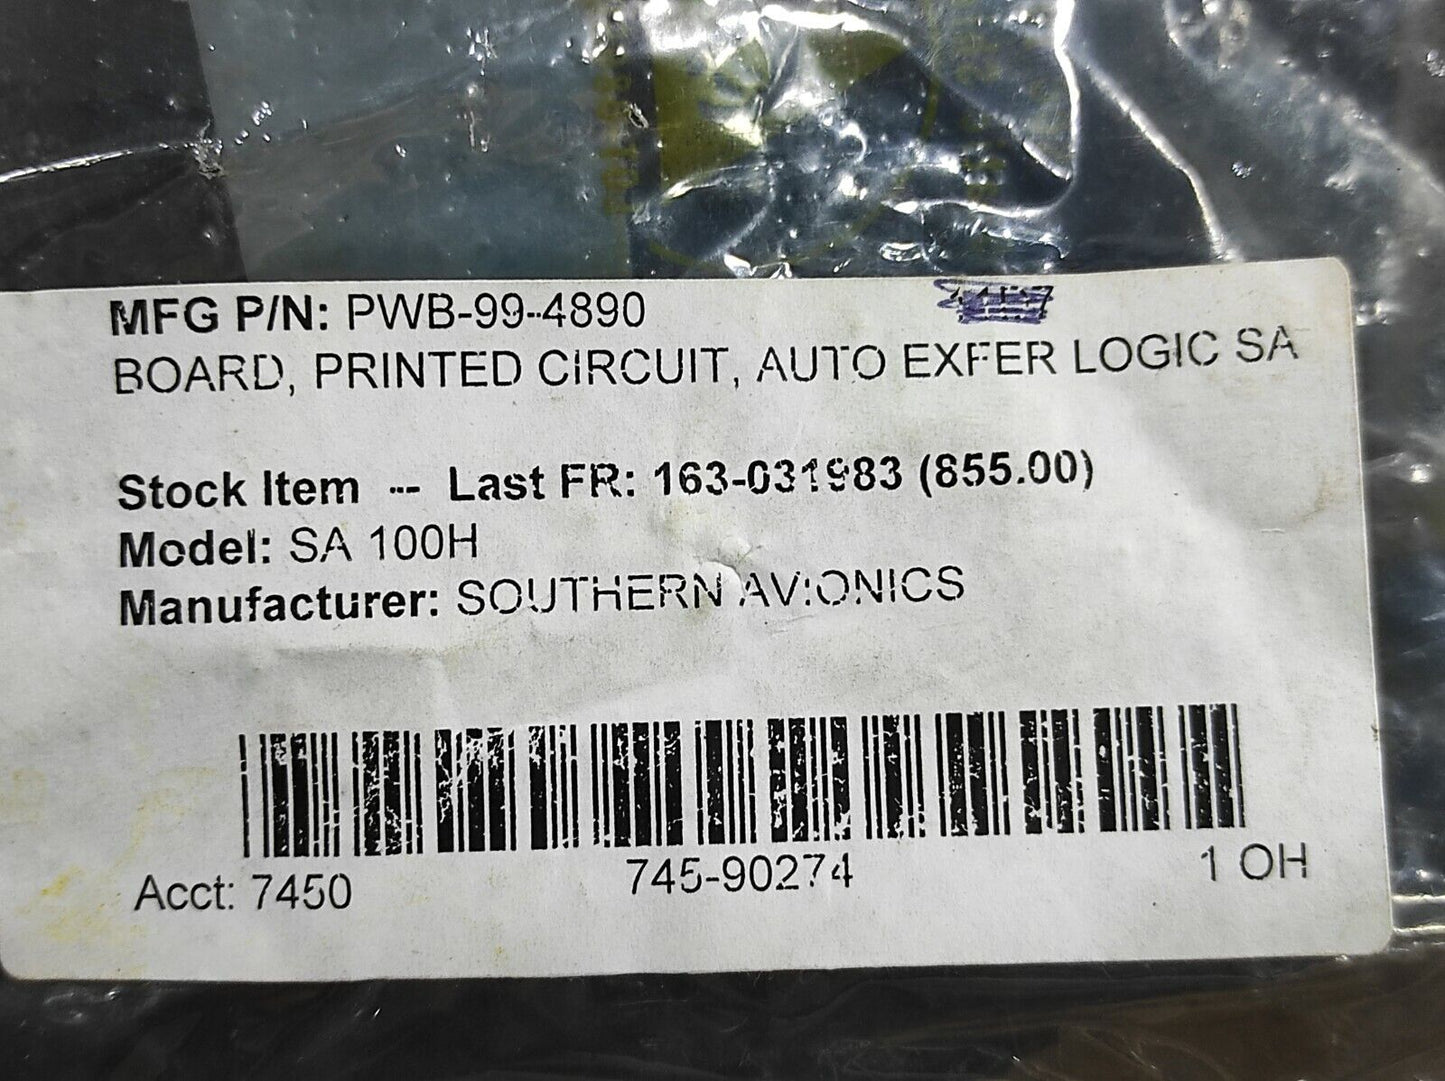 MFG P/N: PWB-99-4890
BOARD, PRINTED CIRCUIT, AUTO EXFER LOGIC SA
Stock Item -- Last FR: 163-031983 (855.00)
Model: SA 100H
Manufacturer: SOUTHERN AVIONICS
Acct: 7450
745-90274
1 OH